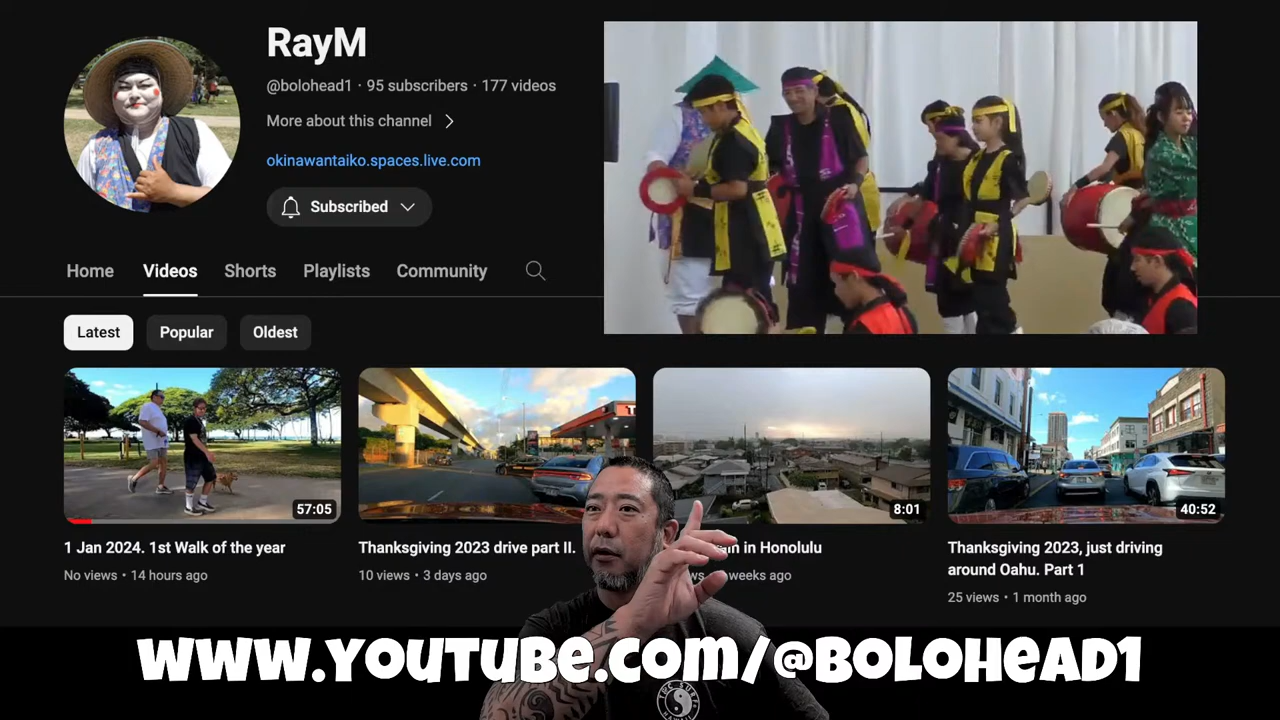 RayM
@bolohead1 · 95 subscribers · 177 videos
More about this channel
okinawantaiko.spaces.live.com
Subscribed
Home Videos Shorts Playlists Community
Latest Popular Oldest
57:05
8:01
40:52
1 Jan 2024. 1st Walk of the year
No views · 14 hours ago
Thanksgiving 2023 drive part II.
10 views · 3 days ago
in Honolulu
weeks ago
Thanksgiving 2023, just driving
around Oahu. Part 1
25 views · 1 month ago
www.youtube.com/@bolohead1
HAWAII